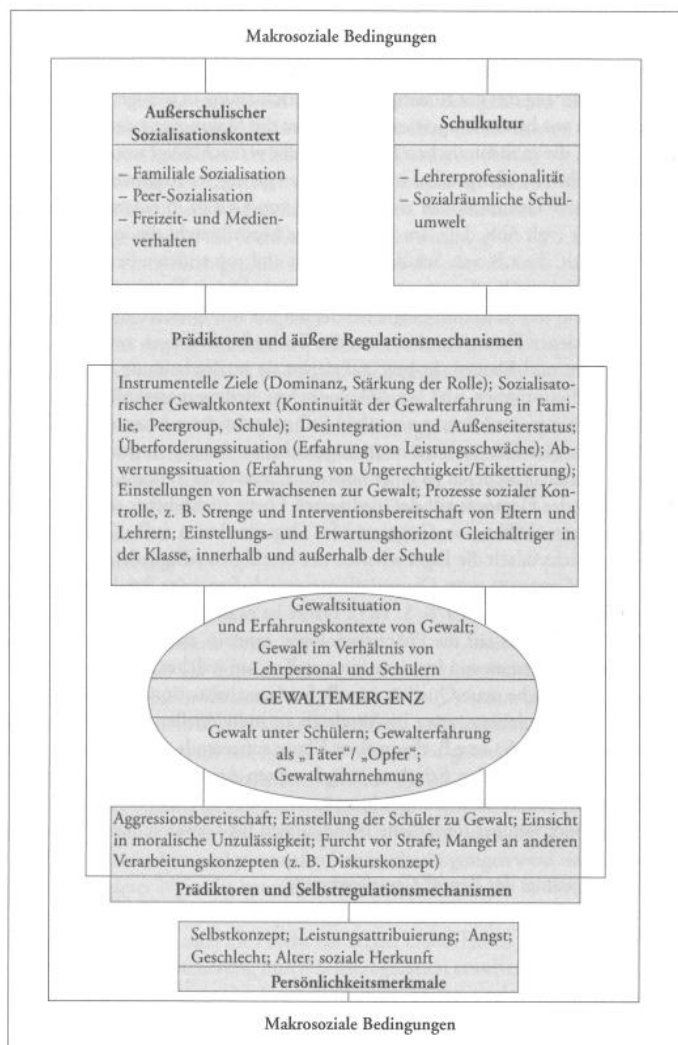 Makrosoziale Bedingungen
Außerschulischer
Sozialisationskontext
– Familiale Sozialisation
– Peer-Sozialisation
– Freizeit- und Medien-
verhalten
Schulkultur
– Lehrerprofessionalität
– Sozialräumliche Schul-
umwelt
Prädiktoren und äußere Regulationsmechanismen
Instrumentelle Ziele (Dominanz, Stärkung der Rolle); Sozialisato-
rischer Gewaltkontext (Kontinuität der Gewalterfahrung in Fami-
lie, Peergroup, Schule); Desintegration und Außenseiterstatus;
Überforderungssituation (Erfahrung von Leistungsschwäche); Ab-
wertungssituation (Erfahrung von Ungerechtigkeit/Etikettierung);
Einstellungen von Erwachsenen zur Gewalt; Prozesse sozialer Kon-
trolle, z. B. Strenge und Interventionsbereitschaft von Eltern und
Lehrern; Einstellungs- und Erwartungshorizont Gleichaltriger in
der Klasse, innerhalb und außerhalb der Schule
Gewaltsituation
und Erfahrungskontexte von Gewalt;
Gewalt im Verhältnis von
Lehrpersonal und Schülern
GEWALTEMERGENZ
Gewalt unter Schülern; Gewalterfahrung
als „Täter“/ „Opfer“;
Gewaltwahrnehmung
Aggressionsbereitschaft; Einstellung der Schüler zu Gewalt; Einsicht
in moralische Unzulässigkeit; Furcht vor Strafe; Mangel an anderen
Verarbeitungskonzepten (z. B. Diskurskonzept)
Prädiktoren und Selbstregulationsmechanismen
Selbstkonzept; Leistungsattribuierung; Angst;
Geschlecht; Alter; soziale Herkunft
Persönlichkeitsmerkmale
Makrosoziale Bedingungen